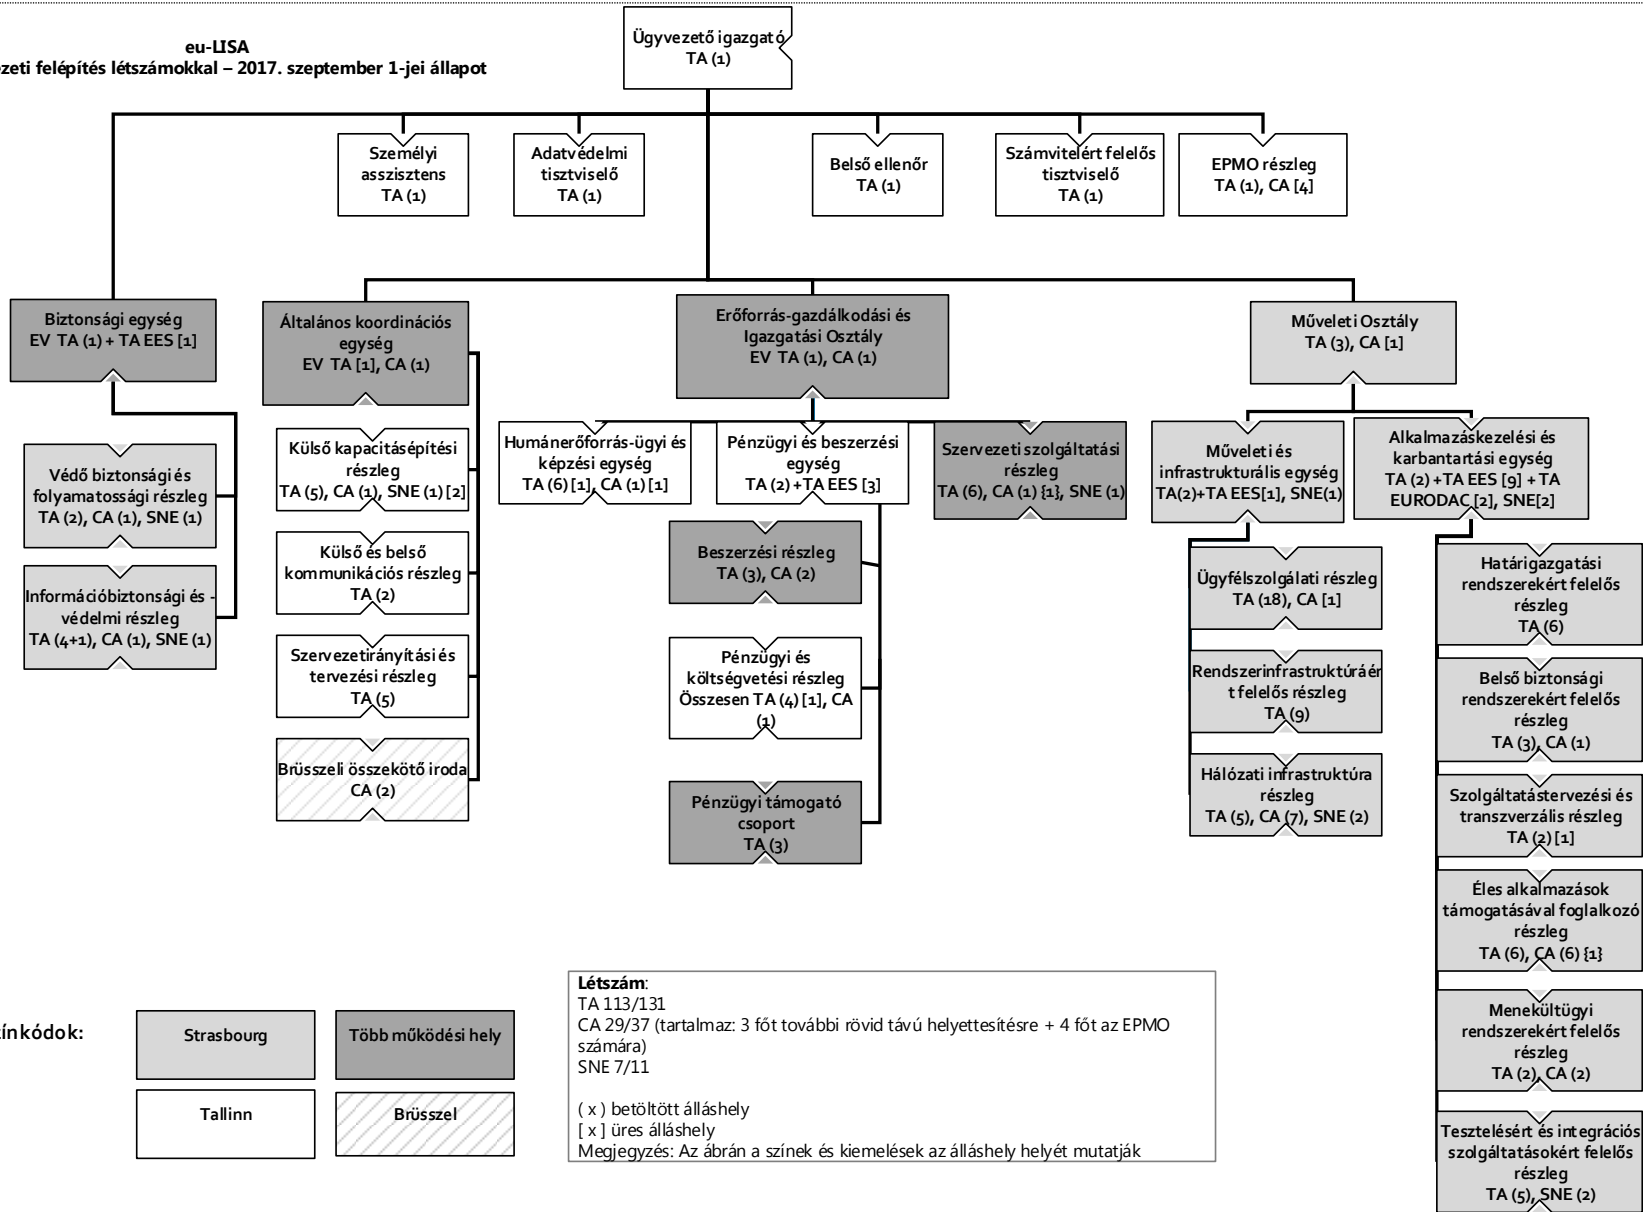 eu-LISA
zeti felépítés létszámokkal – 2017. szeptember 1-jei állapot
Ügyvezető igazgató
TA (1)
Személyi
asszisztens
TA (1)
Adatvédelmi
tisztviselő
TA (1)
Belső ellenőr
TA (1)
Számvitelért felelős
tisztviselő
TA (1)
EPMO részleg
TA (1), CA [4]
Biztonsági egység
EV TA (1) + TA EES [1]
Általános koordinációs
egység
EV TA [1], CA (1)
Erőforrás-gazdálkodási és
Igazgatási Osztály
EV TA (1), CA (1)
Műveleti Osztály
TA (3), CA [1]
Védő biztonsági és
folyamatossági részleg
TA (2), CA (1), SNE (1)
Információbiztonsági és -
védelmi részleg
TA (4+1), CA (1), SNE (1)
Külső kapacitásépítési
részleg
TA (5), CA (1), SNE (1) [2]
Külső és belső
kommunikációs részleg
TA (2)
Szervezetirányítási és
tervezési részleg
TA (5)
Brüsszeli összekötő iroda
CA (2)
Humánerőforrás-ügyi és
képzési egység
TA (6) [1], CA (1) [1]
Pénzügyi és beszerzési
egység
TA (2) +TA EES [3]
Szervezeti szolgáltatási
részleg
TA (6), CA (1) {1}, SNE (1)
Beszerzési részleg
TA (3), CA (2)
Pénzügyi és
költségvetési részleg
Összesen TA (4) [1], CA
(1)
Pénzügyi támogató
csoport
TA (3)
Műveleti és
infrastrukturális egység
TA(2)+TA EES[1], SNE(1)
Alkalmazáskezelési és
karbantartási egység
TA (2) +TA EES [9] + TA
EURODAC [2], SNE[2]
Ügyfélszolgálati részleg
TA (18), CA [1]
Rendszerinfrastruktúráér
t felelős részleg
TA (9)
Hálózati infrastruktúra
részleg
TA (5), CA (7), SNE (2)
Határigazgatási
rendszerekért felelős
részleg
TA (6)
Belső biztonsági
rendszerekért felelős
részleg
TA (3), CA (1)
Szolgáltatástervezési és
transzverzális részleg
TA (2) [1]
Éles alkalmazások
támogatásával foglalkozó
részleg
TA (6), CA (6) {1}
Menekültügyi
rendszerekért felelős
részleg
TA (2), CA (2)
Tesztelésért és integrációs
szolgáltatásokért felelős
részleg
TA (5), SNE (2)
ínkódok:
Strasbourg
Több működési hely
Tallinn
Brüsszel
Létszám:
TA 113/131
CA 29/37 (tartalmaz: 3 főt további rövid távú helyettesítésre + 4 főt az EPMO
számára)
SNE 7/11
( x ) betöltött álláshely
[ x ] üres álláshely
Megjegyzés: Az ábrán a színek és kiemelések az álláshely helyét mutatják